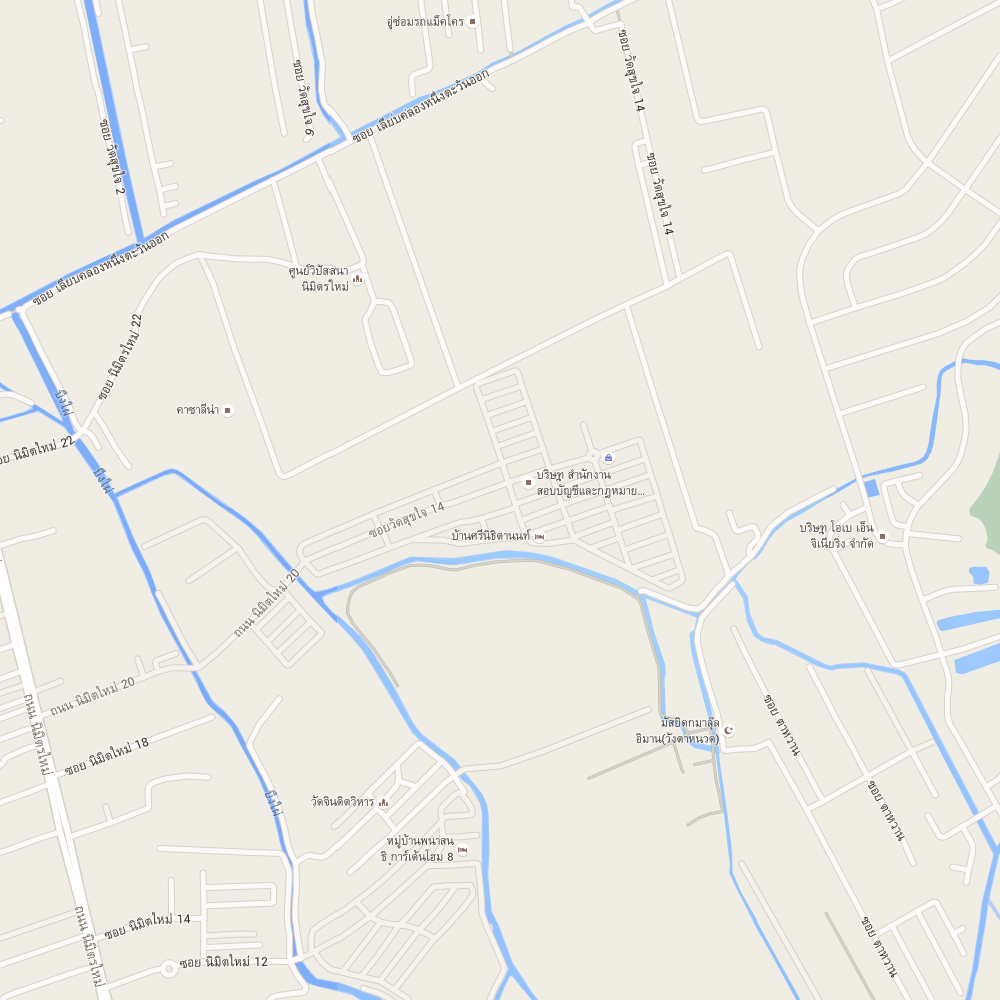 อู่ซ่อมรถแม็คโคร
ซอย วัดสุขใจ 14
ซอย วัดสุขใจ 6
ซอย เลียบคลองหนึ่งตะวันออก
ซอย วัดสุขใจ 2
ซอย วัดสุขใจ 14
ซอย เลียบคลองหนึ่งตะวันออก
ศูนย์วิปัสสนา
นิมิตรใหม่
ซอย นิมิตรใหม่ 22
บึงไผ่
คาซาลีน่า
ซอย นิมิตใหม่ 22
บึงไผ่
บริษัท สำนักงาน
สอบบัญชีและกฎหมาย...
ซอยวัดสุขใจ 14
บ้านศรีนิธิตานนท์
บริษัท โอเบ เอ็น
จิเนียริ่ง จำกัด
ถนน นิมิตใหม่ 20
ถนน นิมิตใหม่ 20
ถนน นิมิตรใหม่
มัสยิดกมาลุ้ล
อิมาน(วังตาหนวด)
ซอย ตาหวาน
ซอย นิมิตใหม่ 18
บึงไผ่
วัดจินดิตวิหาร
ซอย ตาหวาน
หมู่บ้านพนาสน
ธิ์ การ์เด้นโฮม 8
ถนน นิมิตรใหม่
ซอย นิมิตใหม่ 14
ซอย ตาหวาน
ซอย นิมิตใหม่ 12